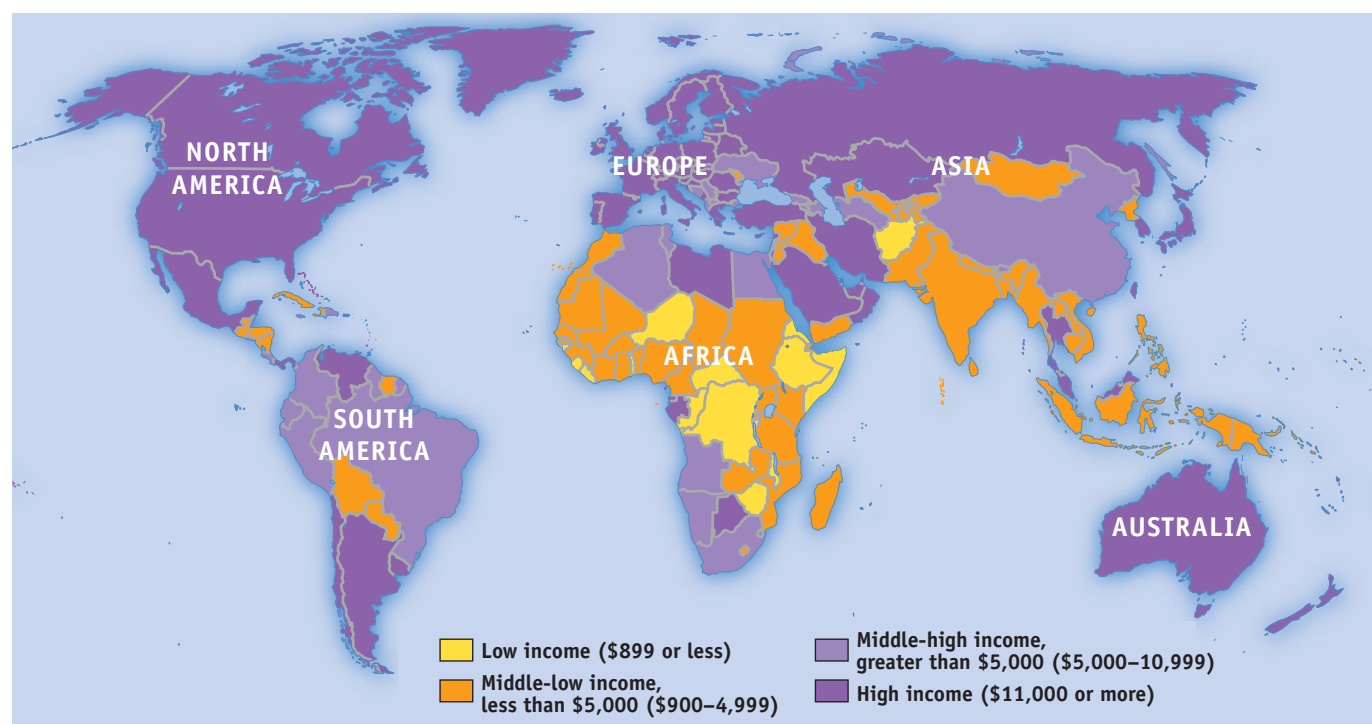 NORTH
AMERICA
EUROPE
ASIA
AFRICA
SOUTH
AMERICA
AUSTRALIA
Low income ($899 or less)
Middle-low income,
less than $5,000 ($900–4,999)
Middle-high income,
greater than $5,000 ($5,000–10,999)
High income ($11,000 or more)